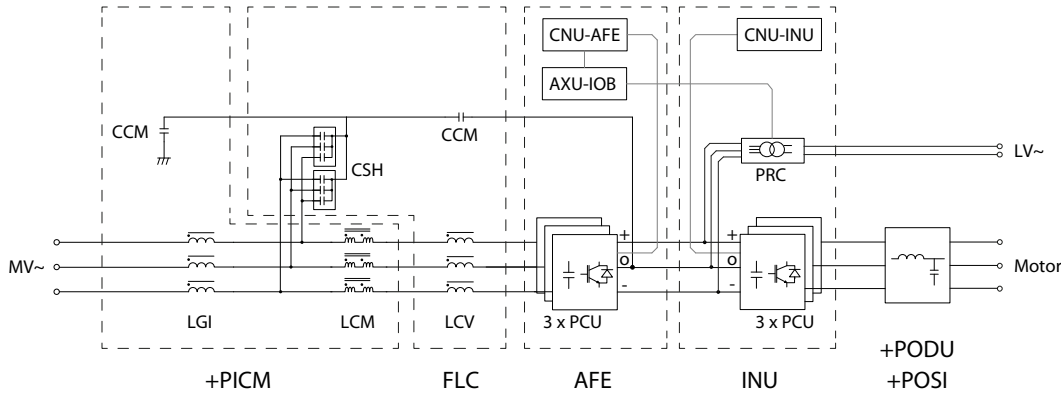 CNU-AFE
CNU-INU
AXU-IOB
CCM
CCM
CSH
PRC
LV~
+
+
MV~
o
o
Motor
-
-
LGI
LCM
LCV
3 x PCU
3 x PCU
+PICM
FLC
AFE
INU
+PODU
+POSI